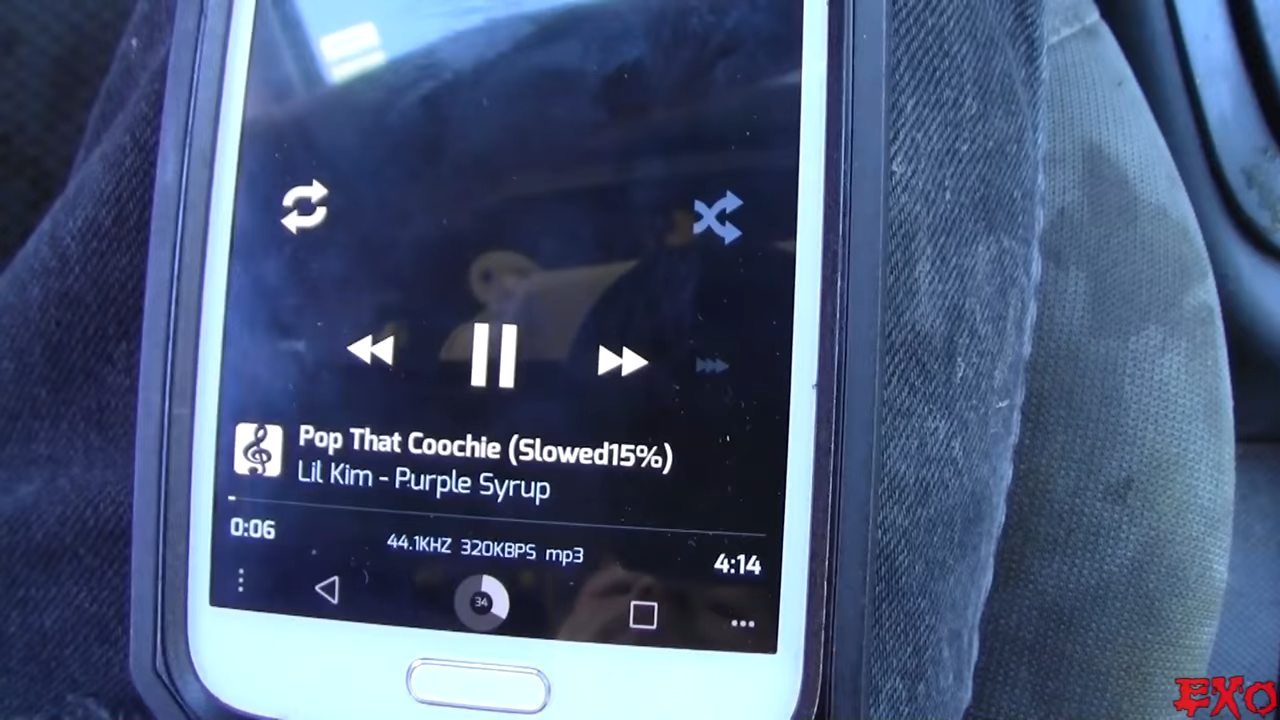 Pop That Coochie (Slowed15%)
Lil Kim - Purple Syrup
0:06
44.1KHZ 320KBPS mp3
4:14
34
EXO